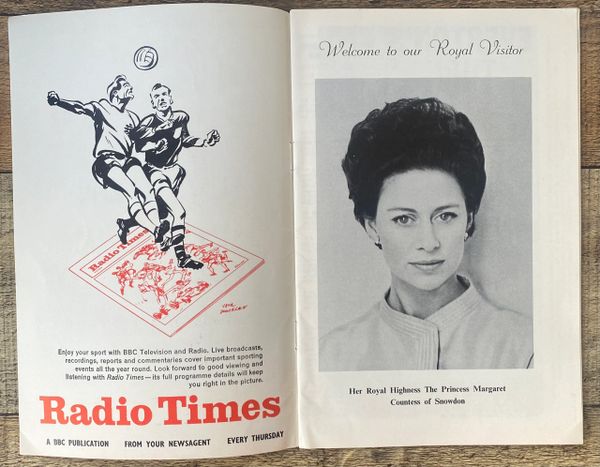 Radio Times
Enjoy your sport with BBC Television and Radio. Live broadcasts,
recordings, reports and commentaries cover important sporting
events all the year round. Look forward to good viewing and
listening with Radio Times—its full programme details will keep
you right in the picture.
Radio Times
A BBC PUBLICATION FROM YOUR NEWSAGENT EVERY THURSDAY
Welcome to our Royal Visitor
Her Royal Highness The Princess Margaret
Countess of Snowdon